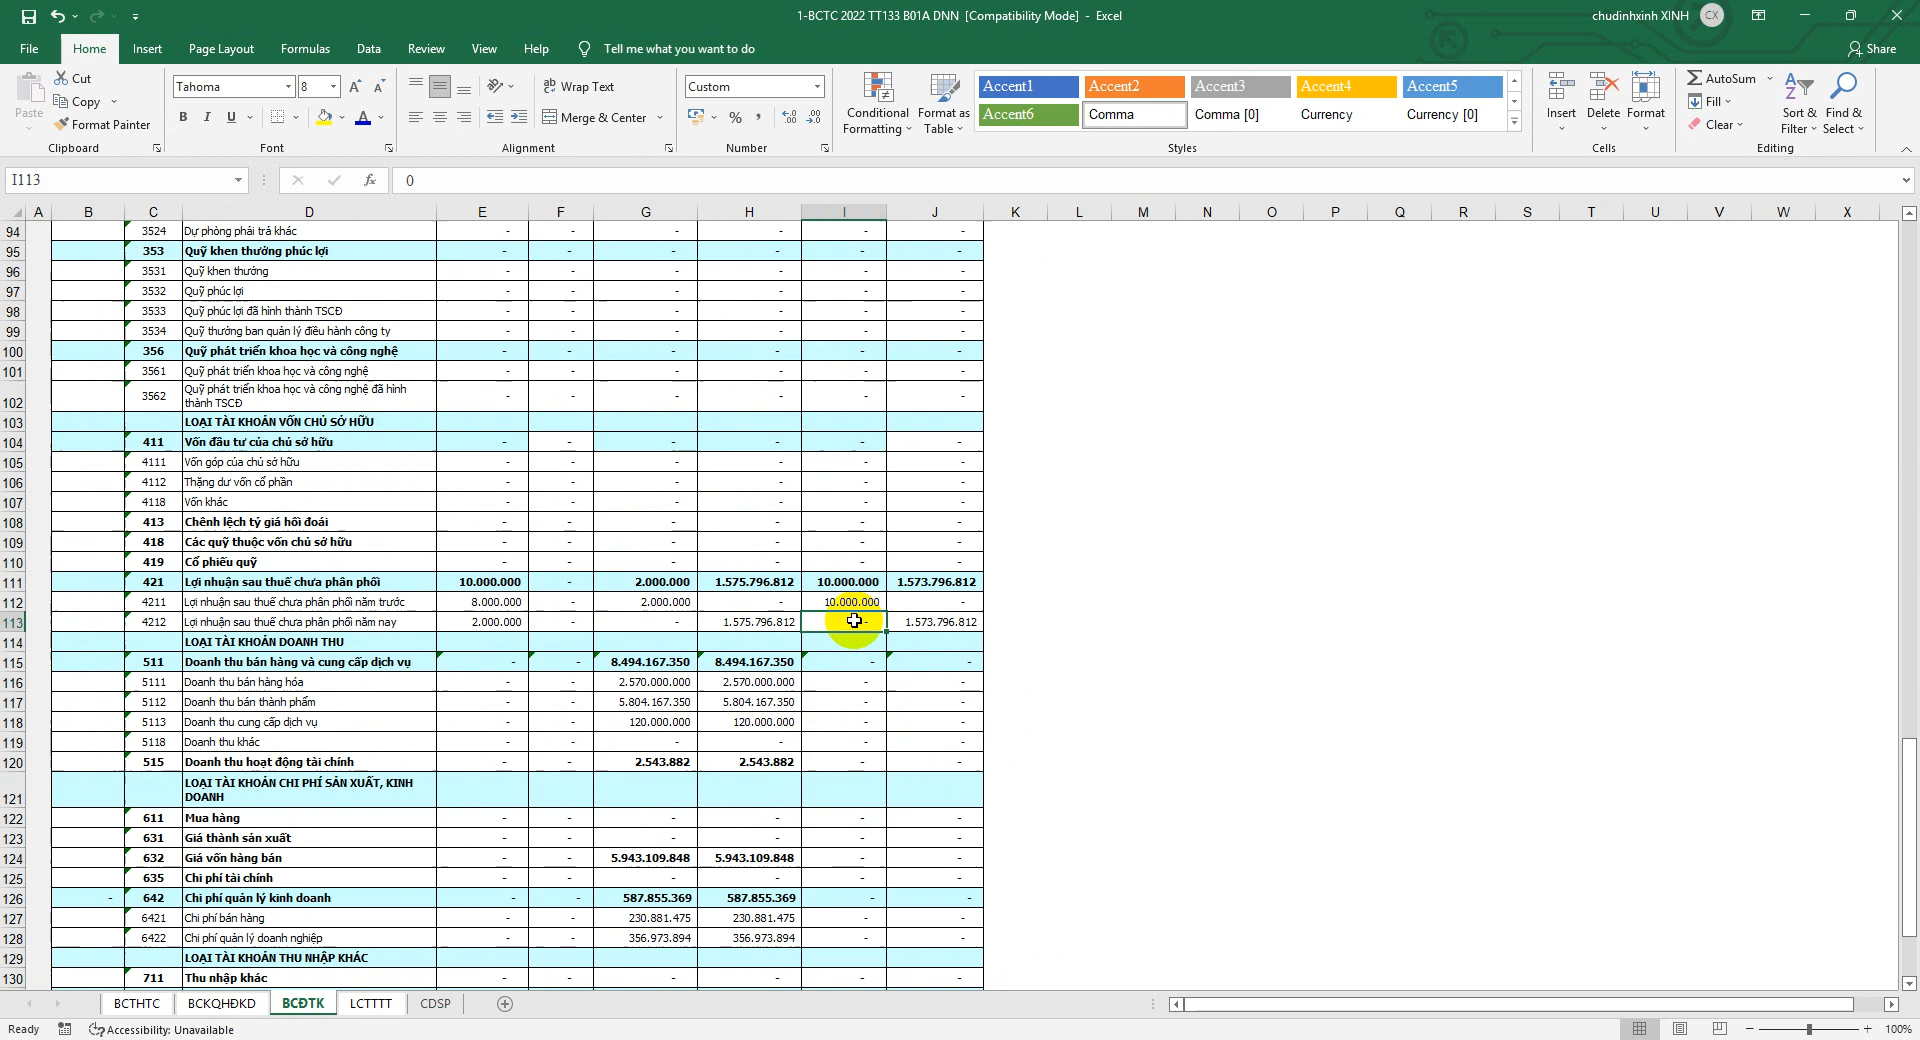 1-BCTC 2022 TT133 B01A DNN [Compatibility Mode] - Excel
chudinhxinh XINH
CX
File Home Insert Page Layout Formulas Data Review View Help Tell me what you want to do
Share
Paste
Cut
Copy
Format Painter
Clipboard
Tahoma 8
B I U
Font
Wrap Text
Merge & Center
Alignment
Custom
%
Number
Conditional Formatting
Format as Table
Accent1 Accent2 Accent3 Accent4 Accent5
Accent6 Comma Comma [0] Currency Currency [0]
Styles
Insert Delete Format
Cells
AutoSum
Fill
Clear
Sort & Filter
Find & Select
Editing
I113 fx 0
A B C D E F G H I J K L M N O P Q R S T U V W X
94 3524 Dự phòng phải trả khác - - - - - -
95 353 Quỹ khen thưởng phúc lợi - - - - - -
96 3531 Quỹ khen thưởng - - - - - -
97 3532 Quỹ phúc lợi - - - - - -
98 3533 Quỹ phúc lợi đã hình thành TSCĐ - - - - - -
99 3534 Quỹ thưởng ban quản lý điều hành công ty - - - - - -
100 356 Quỹ phát triển khoa học và công nghệ - - - - - -
101 3561 Quỹ phát triển khoa học và công nghệ - - - - - -
102 3562 Quỹ phát triển khoa học và công nghệ đã hình thành TSCĐ - - - - - -
103 LOẠI TÀI KHOẢN VỐN CHỦ SỞ HỮU
104 411 Vốn đầu tư của chủ sở hữu - - - - - -
105 4111 Vốn góp của chủ sở hữu - - - - - -
106 4112 Thặng dư vốn cổ phần - - - - - -
107 4118 Vốn khác - - - - - -
108 413 Chênh lệch tỷ giá hối đoái - - - - - -
109 418 Các quỹ thuộc vốn chủ sở hữu - - - - - -
110 419 Cổ phiếu quỹ - - - - - -
111 421 Lợi nhuận sau thuế chưa phân phối 10.000.000 - 2.000.000 1.575.796.812 10.000.000 1.573.796.812
112 4211 Lợi nhuận sau thuế chưa phân phối năm trước 8.000.000 - 2.000.000 - 10.000.000 -
113 4212 Lợi nhuận sau thuế chưa phân phối năm nay 2.000.000 - - 1.575.796.812 - 1.573.796.812
114 LOẠI TÀI KHOẢN DOANH THU
115 511 Doanh thu bán hàng và cung cấp dịch vụ - - 8.494.167.350 8.494.167.350 - -
116 5111 Doanh thu bán hàng hóa - - 2.570.000.000 2.570.000.000 - -
117 5112 Doanh thu bán thành phẩm - - 5.804.167.350 5.804.167.350 - -
118 5113 Doanh thu cung cấp dịch vụ - - 120.000.000 120.000.000 - -
119 5118 Doanh thu khác - - - - - -
120 515 Doanh thu hoạt động tài chính - - 2.543.882 2.543.882 - -
121 LOẠI TÀI KHOẢN CHI PHÍ SẢN XUẤT, KINH DOANH
122 611 Mua hàng - - - - - -
123 631 Giá thành sản xuất - - - - - -
124 632 Giá vốn hàng bán - - 5.943.109.848 5.943.109.848 - -
125 635 Chi phí tài chính - - - - - -
126 - 642 Chi phí quản lý kinh doanh - - 587.855.369 587.855.369 - -
127 6421 Chi phí bán hàng - - 230.881.475 230.881.475 - -
128 6422 Chi phí quản lý doanh nghiệp - - 356.973.894 356.973.894 - -
129 LOẠI TÀI KHOẢN THU NHẬP KHÁC
130 711 Thu nhập khác - - - - - -
BCTHTC BCKQHĐKD BCĐTK LCTTTT CDSP
Ready Accessibility: Unavailable
100%